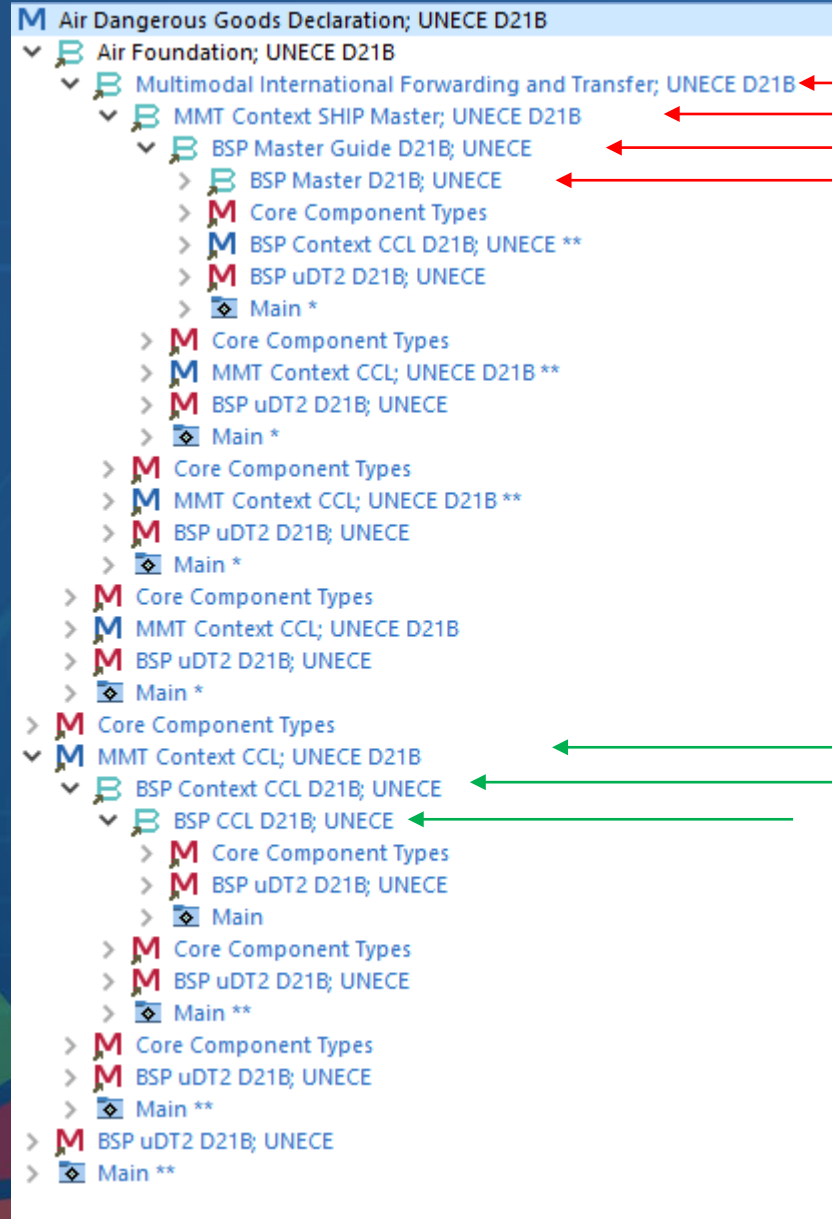 Air Dangerous Goods Declaration; UNECE D21B
Air Foundation; UNECE D21B
Multimodal International Forwarding and Transfer; UNECE D21B
MMT Context SHIP Master; UNECE D21B
BSP Master Guide D21B; UNECE
BSP Master D21B; UNECE
Core Component Types
BSP Context CCL D21B; UNECE **
BSP uDT2 D21B; UNECE
Main *
Core Component Types
MMT Context CCL; UNECE D21B **
BSP uDT2 D21B; UNECE
Main *
Core Component Types
MMT Context CCL; UNECE D21B **
BSP uDT2 D21B; UNECE
Main *
Core Component Types
MMT Context CCL; UNECE D21B
BSP uDT2 D21B; UNECE
Main *
Core Component Types
MMT Context CCL; UNECE D21B
BSP Context CCL D21B; UNECE
BSP CCL D21B; UNECE
Core Component Types
BSP uDT2 D21B; UNECE
Main
Core Component Types
BSP uDT2 D21B; UNECE
Main **
Core Component Types
BSP uDT2 D21B; UNECE
Main **
BSP uDT2 D21B; UNECE
Main **